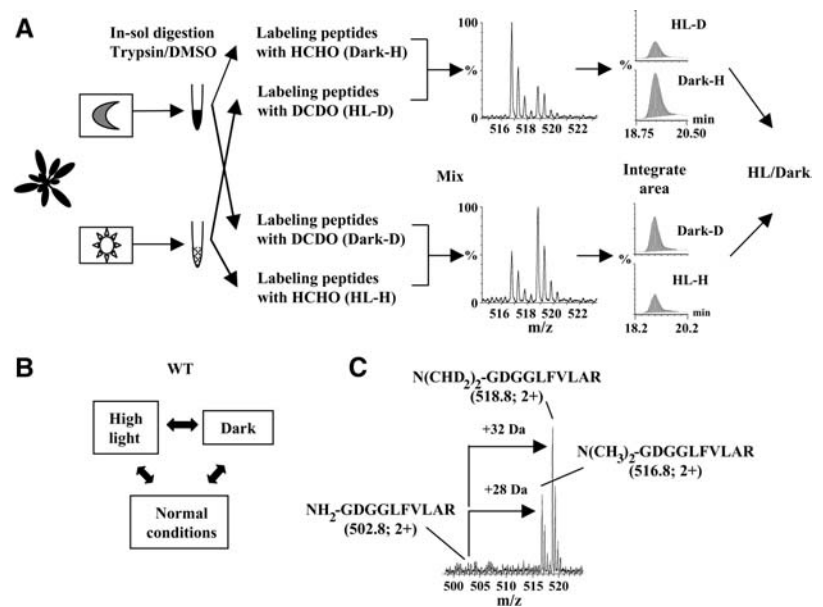 A
In-sol digestion
Trypsin/DMSO
Labeling peptides
with HCHO (Dark-H)
Labeling peptides
with DCDO (HL-D)
100
%
0
516 518 520 522
HL-D
%
Dark-H
min
18.75 20.50
Mix
Integrate
area
HL/Dark
Labeling peptides
with DCDO (Dark-D)
Labeling peptides
with HCHO (HL-H)
100
%
0
516 518 520 522
m/z
Dark-D
%
HL-H
min
18.2 20.2
B
WT
High
light
Dark
Normal
conditions
C
N(CHD2)2-GDGGLFVLAR
(518.8; 2+)
+32 Da
N(CH3)2-GDGGLFVLAR
(516.8; 2+)
+28 Da
NH2-GDGGLFVLAR
(502.8; 2+)
500 505 510 515 520
m/z